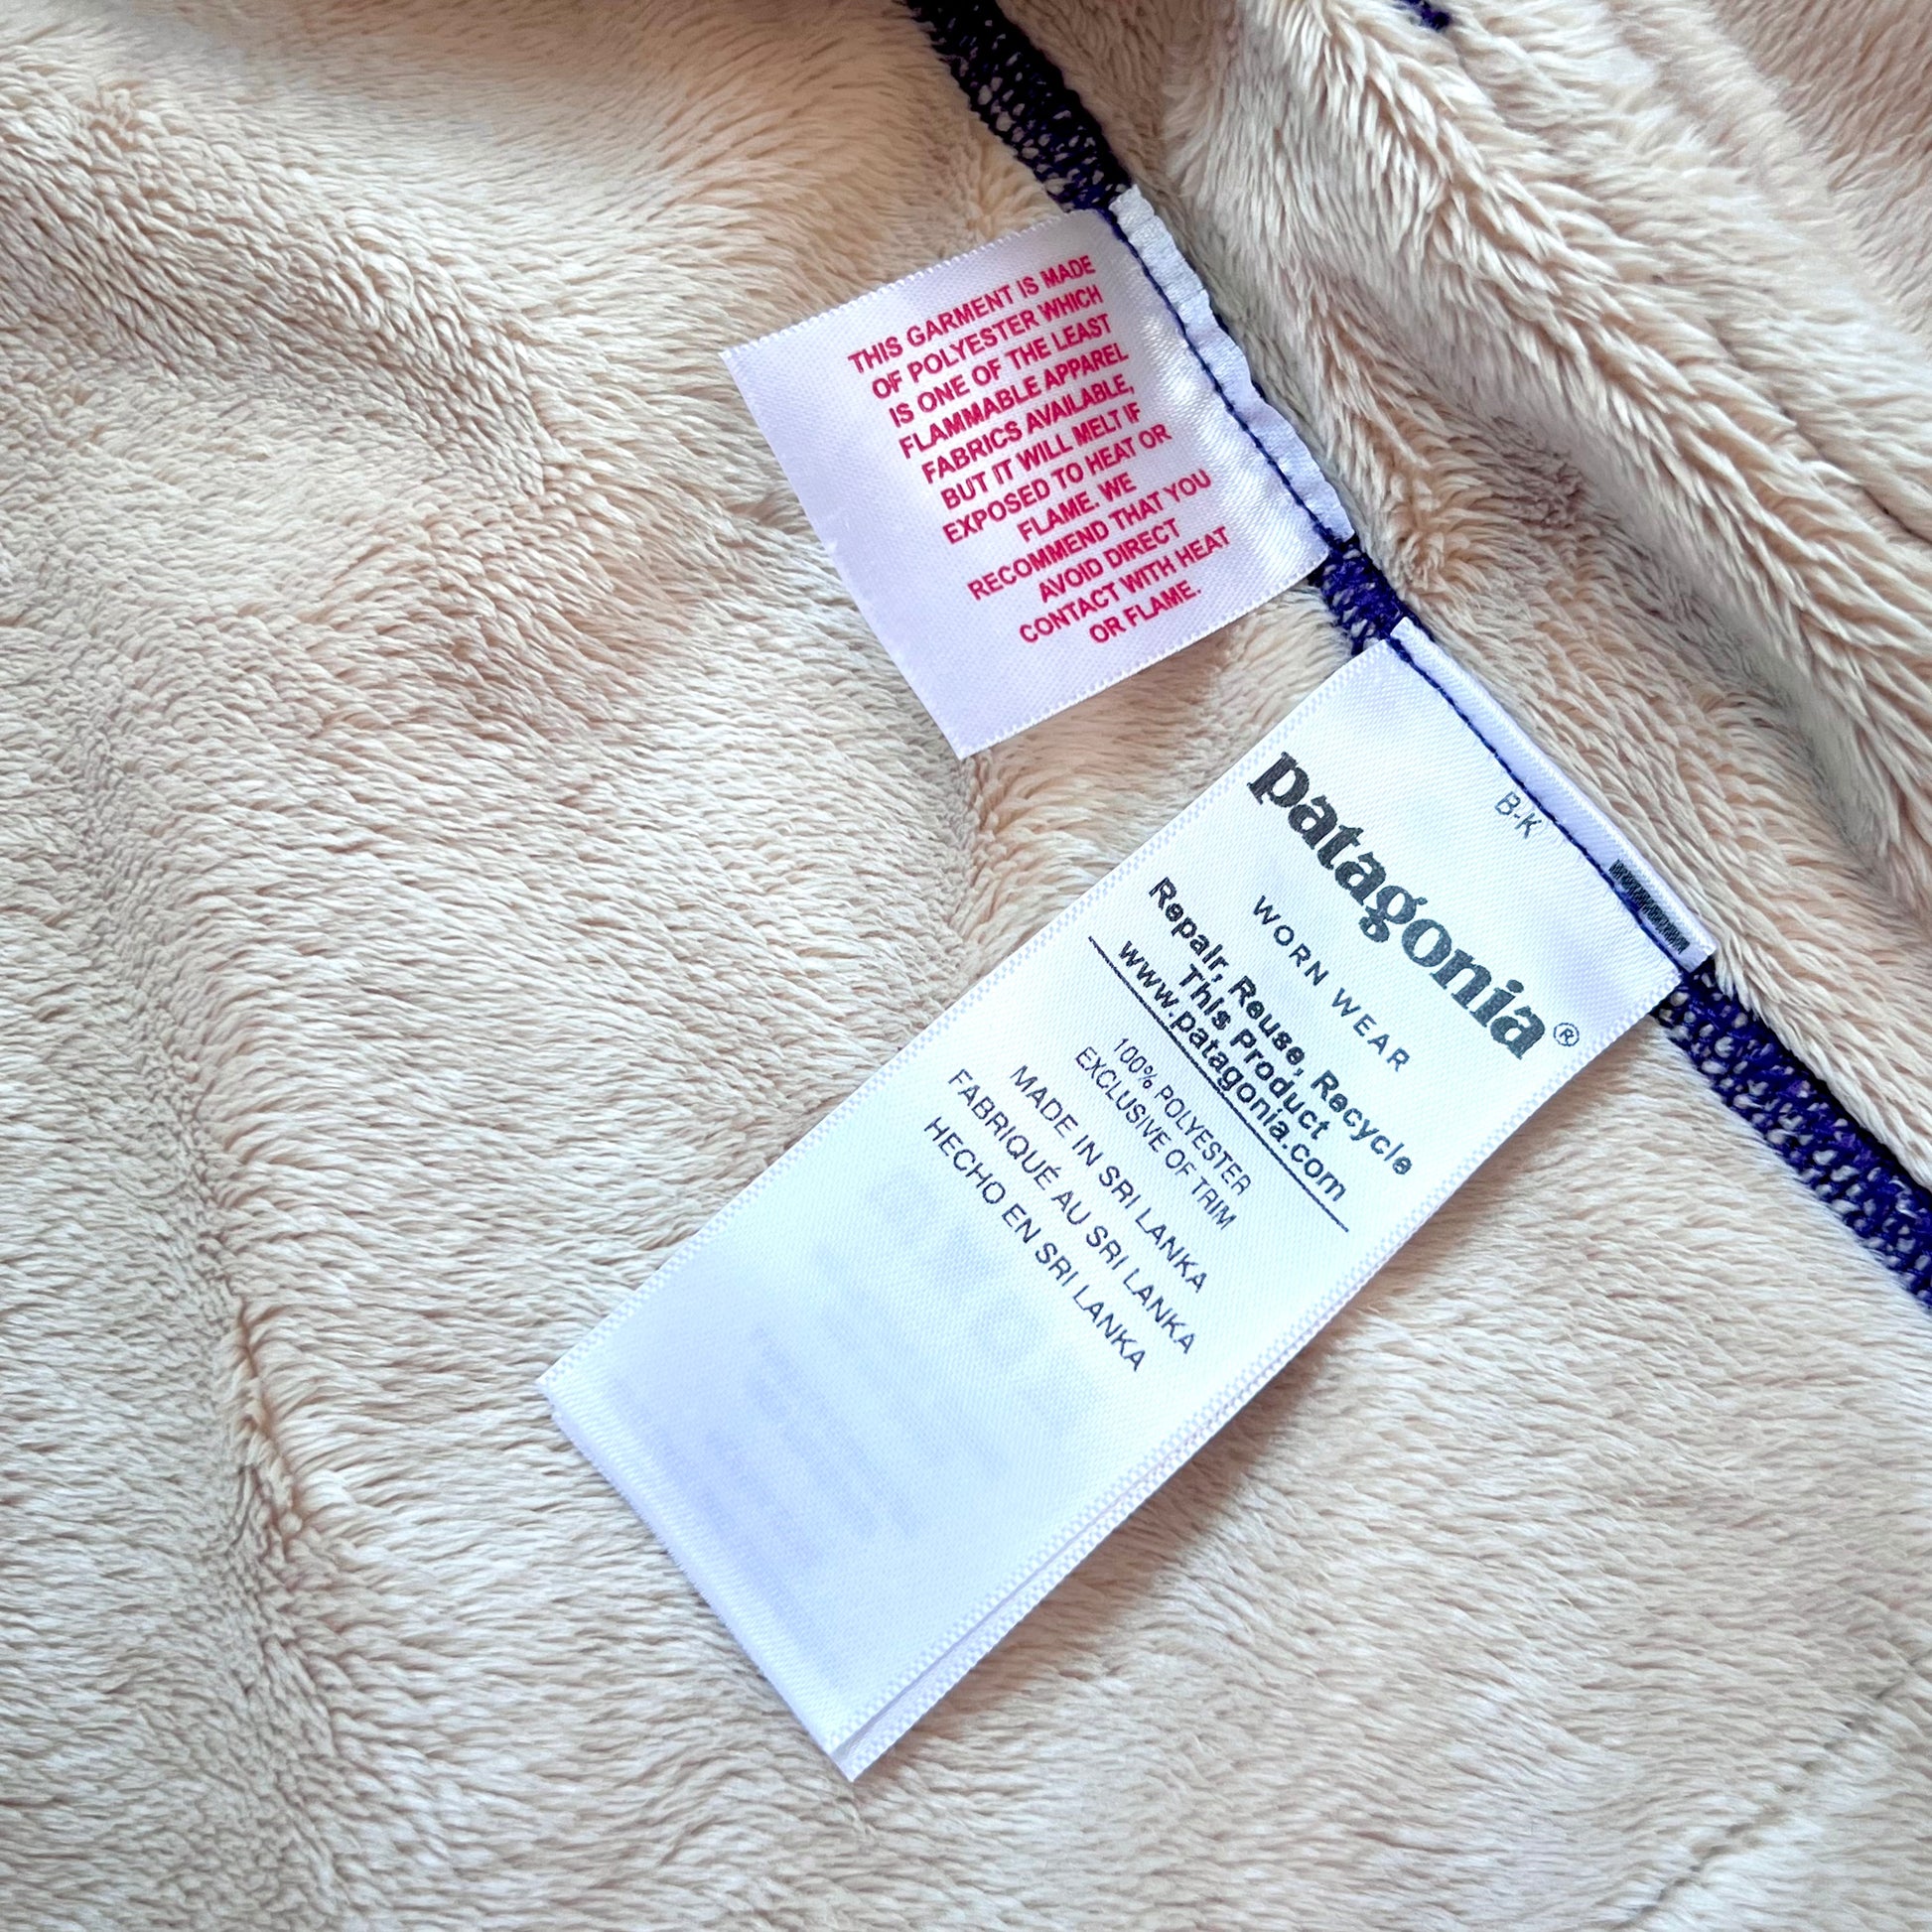 THIS GARMENT IS MADE
OF POLYESTER WHICH
IS ONE OF THE LEAST
FLAMMABLE APPAREL
FABRICS AVAILABLE,
BUT IT WILL MELT IF
EXPOSED TO HEAT OR
FLAME. WE
RECOMMEND THAT YOU
AVOID DIRECT
CONTACT WITH HEAT
OR FLAME.
B-K
patagonia®
WORN WEAR
Repair, Reuse, Recycle
This Product
www.patagonia.com
100% POLYESTER
EXCLUSIVE OF TRIM
MADE IN SRI LANKA
FABRIQUÉ AU SRI LANKA
HECHO EN SRI LANKA